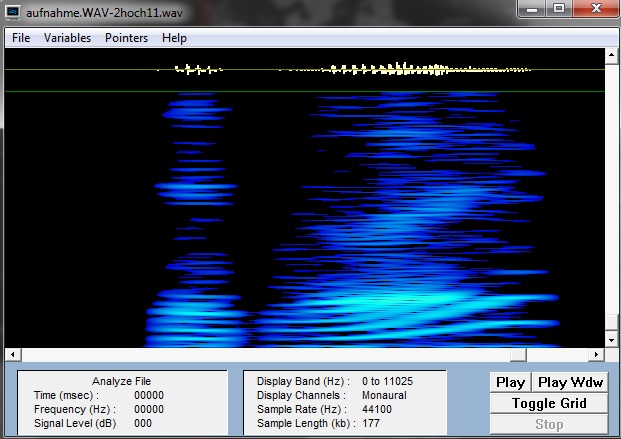 aufnahme.WAV-2hoch11.wav
File Variables Pointers Help
Analyze File
Time (msec) : 00000
Frequency (Hz) : 00000
Signal Level (dB) 000
Display Band (Hz) : 0 to 11025
Display Channels : Monaural
Sample Rate (Hz) : 44100
Sample Length (kb) : 177
Play Play Wdw
Toggle Grid
Stop